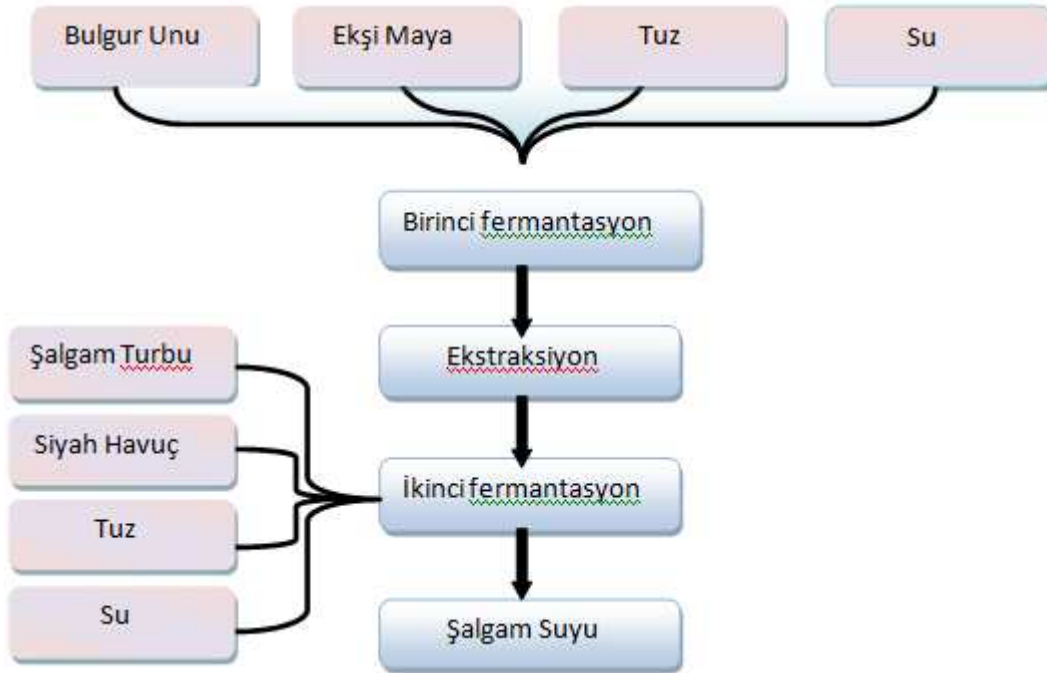 Bulgur Unu
Ekşi Maya
Tuz
Su
Birinci fermantasyon
Ekstraksiyon
Şalgam Turbu
Siyah Havuç
Tuz
Su
İkinci fermantasyon
Şalgam Suyu